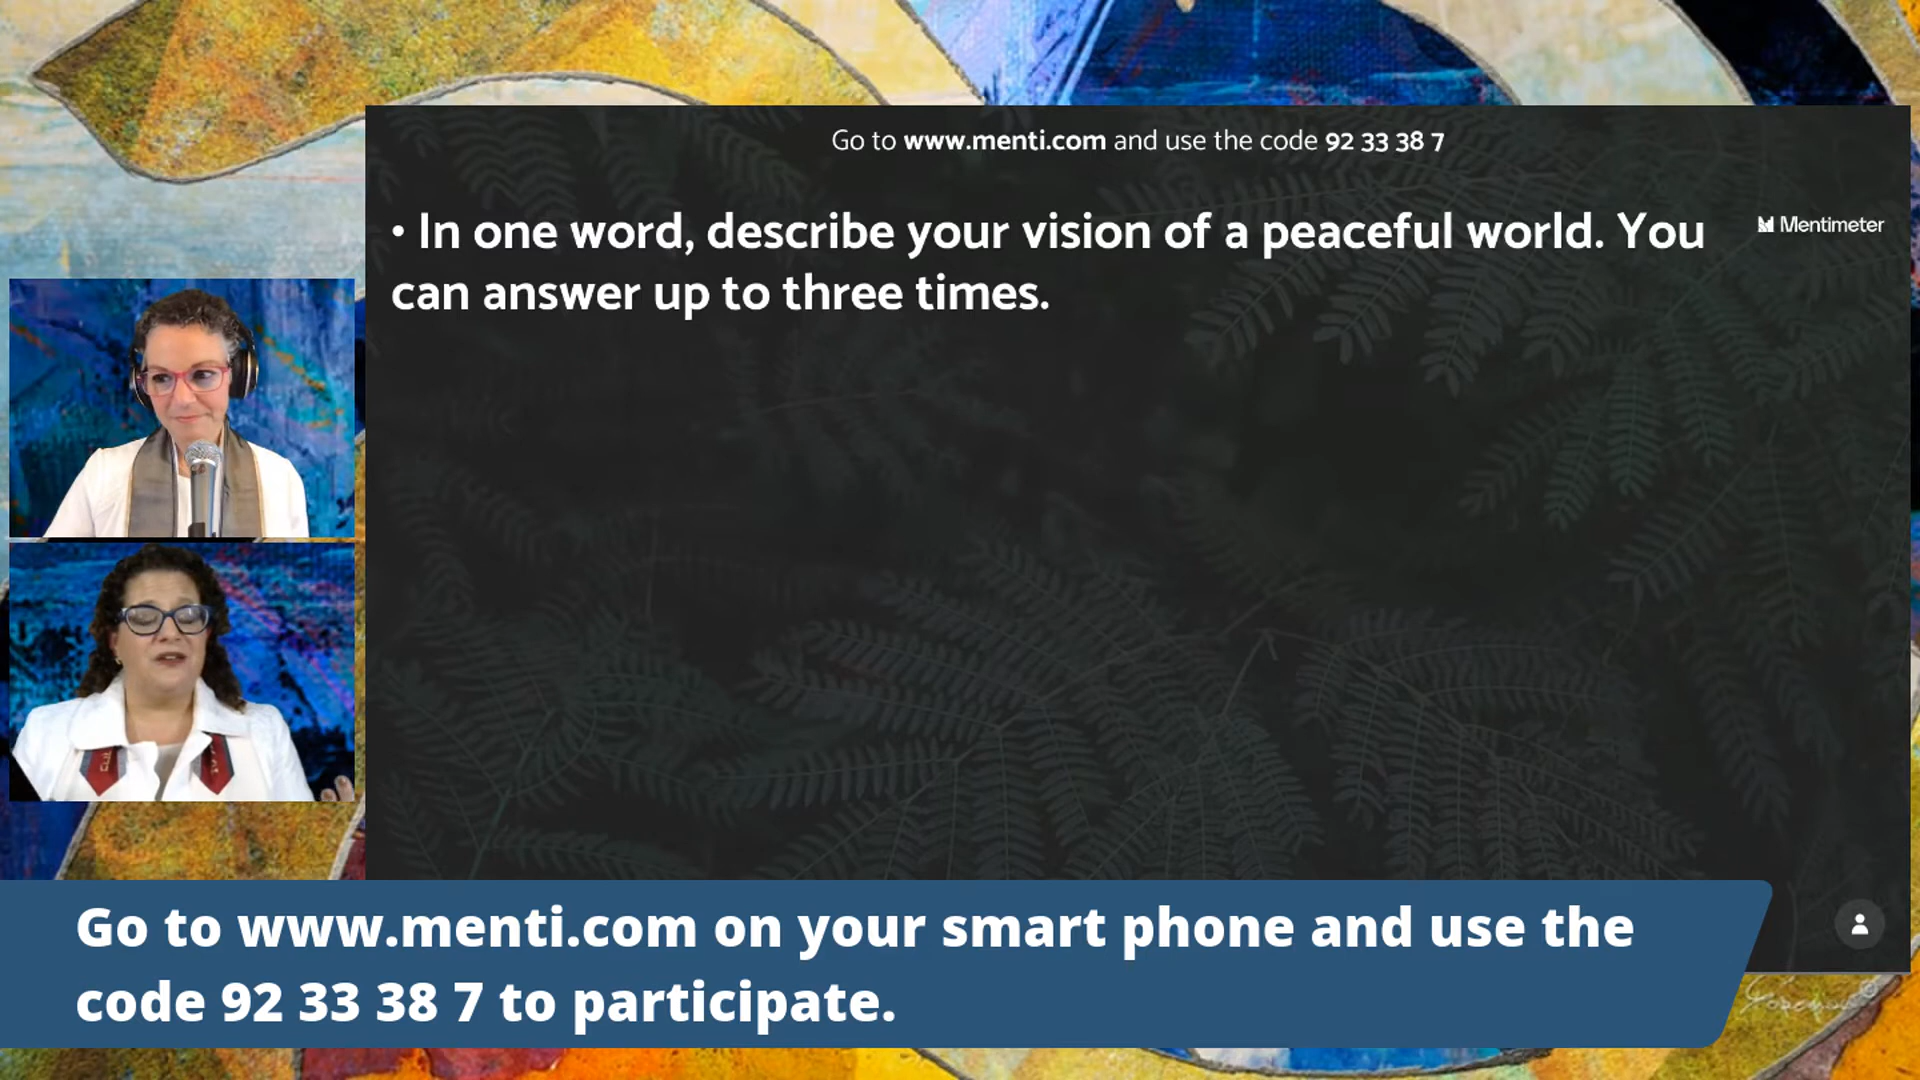 Go to www.menti.com and use the code 92 33 38 7
• In one word, describe your vision of a peaceful world. You
can answer up to three times.
Mentimeter
Go to www.menti.com on your smart phone and use the
code 92 33 38 7 to participate.